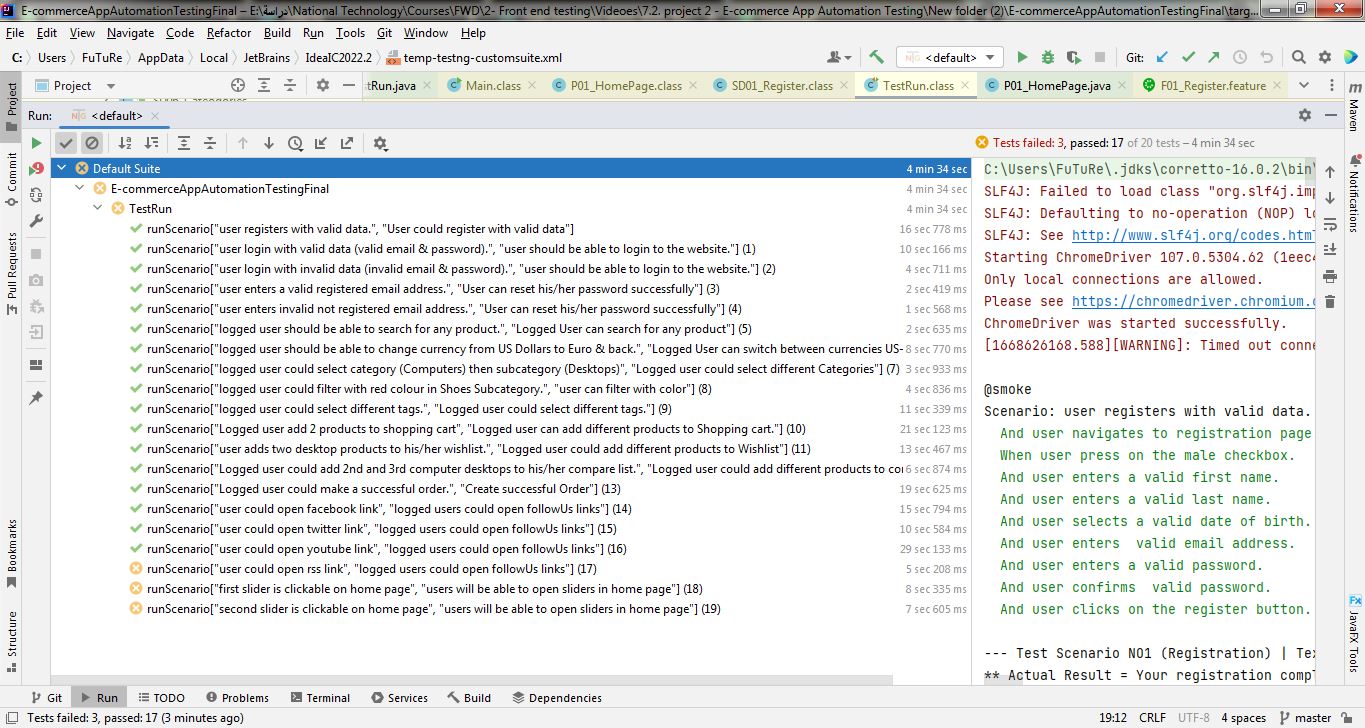 E-commerceAppAutomationTestingFinal – E:\دراسة\National Technology\Courses\FWD\2- Front end testing\Videoes\7.2. project 2 - E-commerce App Automation Testing\New folder (2)\E-commerceAppAutomationTestingFinal\targ...
File Edit View Navigate Code Refactor Build Run Tools Git Window Help
C: Users FuTuRe AppData Local JetBrains IdeaIC2022.2 temp-testng-customsuite.xml <default> Git:
Project tRun.java Main.class P01_HomePage.class SD01_Register.class TestRun.class P01_HomePage.java F01_Register.feature
Run: <default>
Tests failed: 3, passed: 17 of 20 tests – 4 min 34 sec
Default Suite 4 min 34 sec
E-commerceAppAutomationTestingFinal 4 min 34 sec
TestRun 4 min 34 sec
runScenario["user registers with valid data.", "User could register with valid data"] 16 sec 778 ms
runScenario["user login with valid data (valid email & password).", "user should be able to login to the website."] (1) 10 sec 166 ms
runScenario["user login with invalid data (invalid email & password).", "user should be able to login to the website."] (2) 4 sec 711 ms
runScenario["user enters a valid registered email address.", "User can reset his/her password successfully"] (3) 2 sec 419 ms
runScenario["user enters invalid not registered email address.", "User can reset his/her password successfully"] (4) 1 sec 568 ms
runScenario["logged user should be able to search for any product.", "Logged User can search for any product"] (5) 2 sec 635 ms
runScenario["logged user should be able to change currency from US Dollars to Euro & back.", "Logged User can switch between currencies US- 8 sec 770 ms
runScenario["logged user could select category (Computers) then subcategory (Desktops)", "Logged user could select different Categories"] (7) 3 sec 933 ms
runScenario["logged user could filter with red colour in Shoes Subcategory.", "user can filter with color"] (8) 4 sec 836 ms
runScenario["logged user could select different tags.", "Logged user could select different tags."] (9) 11 sec 339 ms
runScenario["Logged user add 2 products to shopping cart", "Logged user can add different products to Shopping cart."] (10) 21 sec 123 ms
runScenario["user adds two desktop products to his/her wishlist.", "Logged user could add different products to Wishlist"] (11) 13 sec 467 ms
runScenario["Logged user could add 2nd and 3rd computer desktops to his/her compare list.", "Logged user could add different products to co 6 sec 874 ms
runScenario["Logged user could make a successful order.", "Create successful Order"] (13) 19 sec 625 ms
runScenario["user could open facebook link", "logged users could open followUs links"] (14) 15 sec 794 ms
runScenario["user could open twitter link", "logged users could open followUs links"] (15) 10 sec 584 ms
runScenario["user could open youtube link", "logged users could open followUs links"] (16) 29 sec 133 ms
runScenario["user could open rss link", "logged users could open followUs links"] (17) 5 sec 208 ms
runScenario["first slider is clickable on home page", "users will be able to open sliders in home page"] (18) 8 sec 335 ms
runScenario["second slider is clickable on home page", "users will be able to open sliders in home page"] (19) 7 sec 605 ms
C:\Users\FuTuRe\.jdks\corretto-16.0.2\bin\
SLF4J: Failed to load class "org.slf4j.imp
SLF4J: Defaulting to no-operation (NOP) lo
SLF4J: See http://www.slf4j.org/codes.html
Starting ChromeDriver 107.0.5304.62 (1eec4
Only local connections are allowed.
Please see https://chromedriver.chromium.o
ChromeDriver was started successfully.
[1668626168.588][WARNING]: Timed out conne
@smoke
Scenario: user registers with valid data.
And user navigates to registration page
When user press on the male checkbox.
And user enters a valid first name.
And user enters a valid last name.
And user selects a valid date of birth.
And user enters  valid email address.
And user enters a valid password.
And user confirms  valid password.
And user clicks on the register button.
--- Test Scenario NO1 (Registration) | Te
** Actual Result = Your registration compl
Project
Commit
Pull Requests
Bookmarks
Structure
Maven
Notifications
JavaFX Tools
Git Run TODO Problems Terminal Services Build Dependencies
Tests failed: 3, passed: 17 (3 minutes ago) 19:12 CRLF UTF-8 4 spaces master